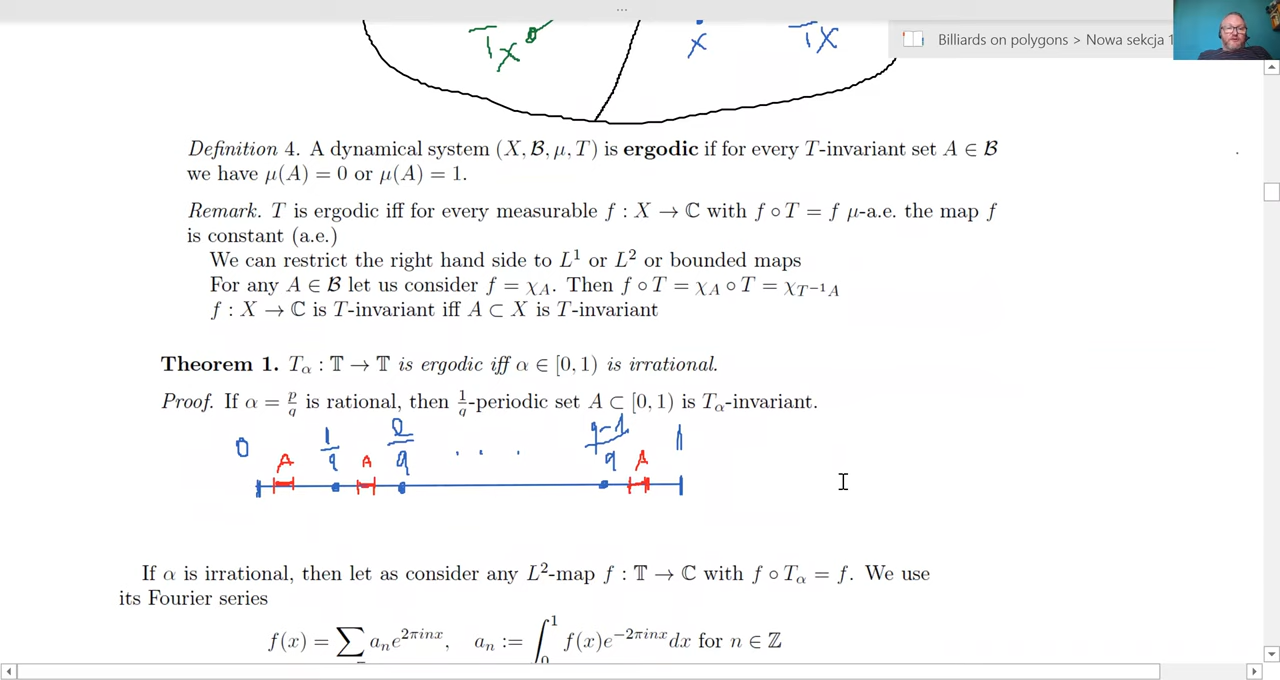 ...
Tx
x
Tx
Billiards on polygons > Nowa sekcja 1
Definition 4. A dynamical system (X, ℬ, μ, T) is ergodic if for every T-invariant set A ∈ ℬ
we have μ(A) = 0 or μ(A) = 1.
Remark. T is ergodic iff for every measurable f : X → ℂ with f ∘ T = f μ-a.e. the map f
is constant (a.e.)
We can restrict the right hand side to L¹ or L² or bounded maps
For any A ∈ ℬ let us consider f = χ_A. Then f ∘ T = χ_A ∘ T = χ_{T⁻¹A}
f : X → ℂ is T-invariant iff A ⊂ X is T-invariant
Theorem 1. T_α : 𝕋 → 𝕋 is ergodic iff α ∈ [0, 1) is irrational.
Proof. If α = p/q is rational, then 1/q-periodic set A ⊂ [0, 1) is T_α-invariant.
0 1/q 2/q . . . q-1/q 1
A A A
If α is irrational, then let as consider any L²-map f : 𝕋 → ℂ with f ∘ T_α = f. We use
its Fourier series
f(x) = ∑ a_n e^{2πinx}, a_n := ∫_0^1 f(x)e^{−2πinx}dx for n ∈ ℤ